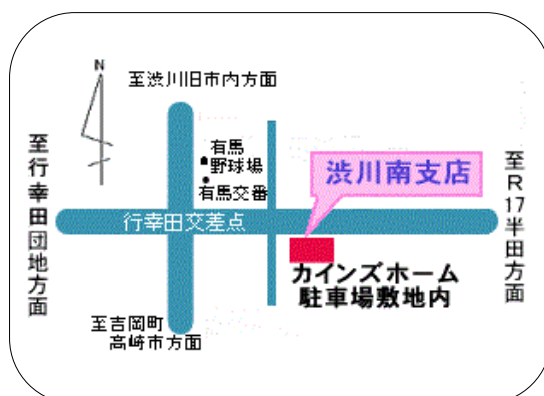 N
至渋川旧市内方面
有馬
野球場
有馬交番
渋川南支店
至行幸田団地方面
行幸田交差点
至R17半田方面
カインズホーム
駐車場敷地内
至吉岡町
高崎市方面